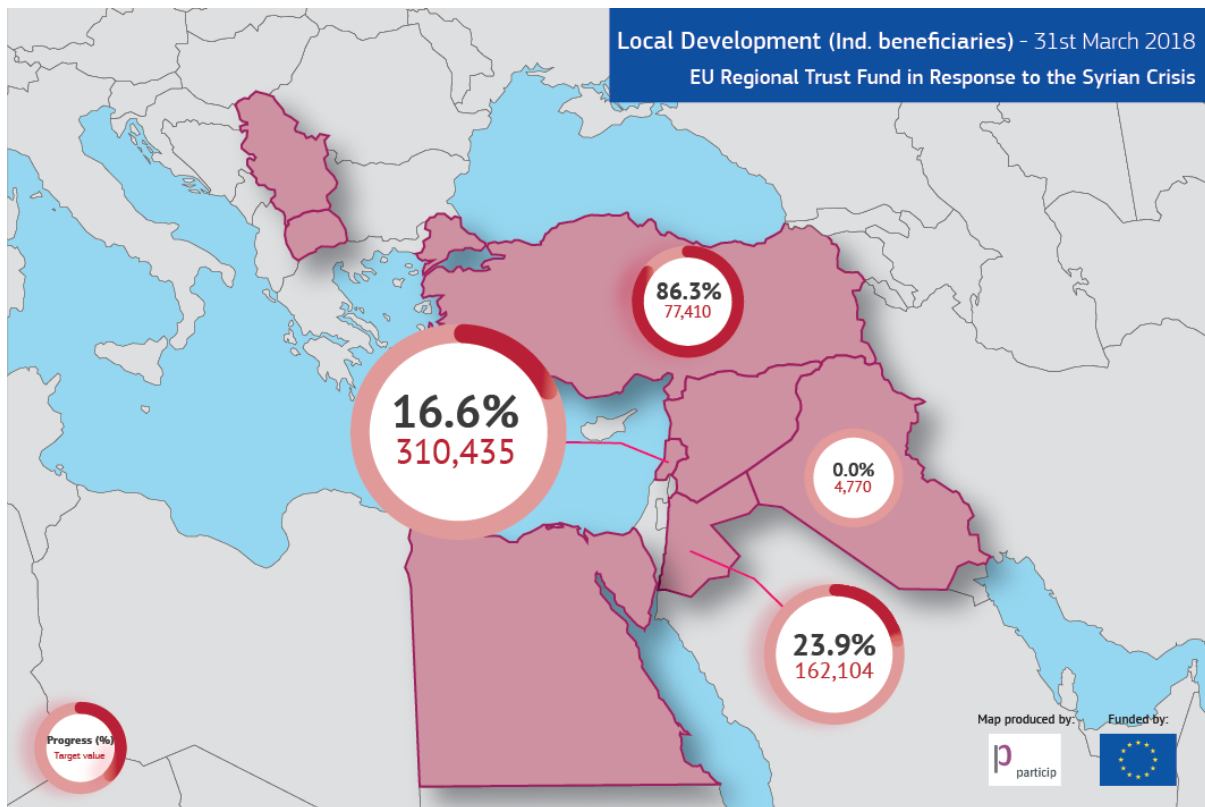 Local Development (Ind. beneficiaries) - 31st March 2018
EU Regional Trust Fund in Response to the Syrian Crisis
86.3%
77,410
16.6%
310,435
0.0%
4,770
23.9%
162,104
Progress (%)
Target value
Map produced by:
Funded by:
p
particip